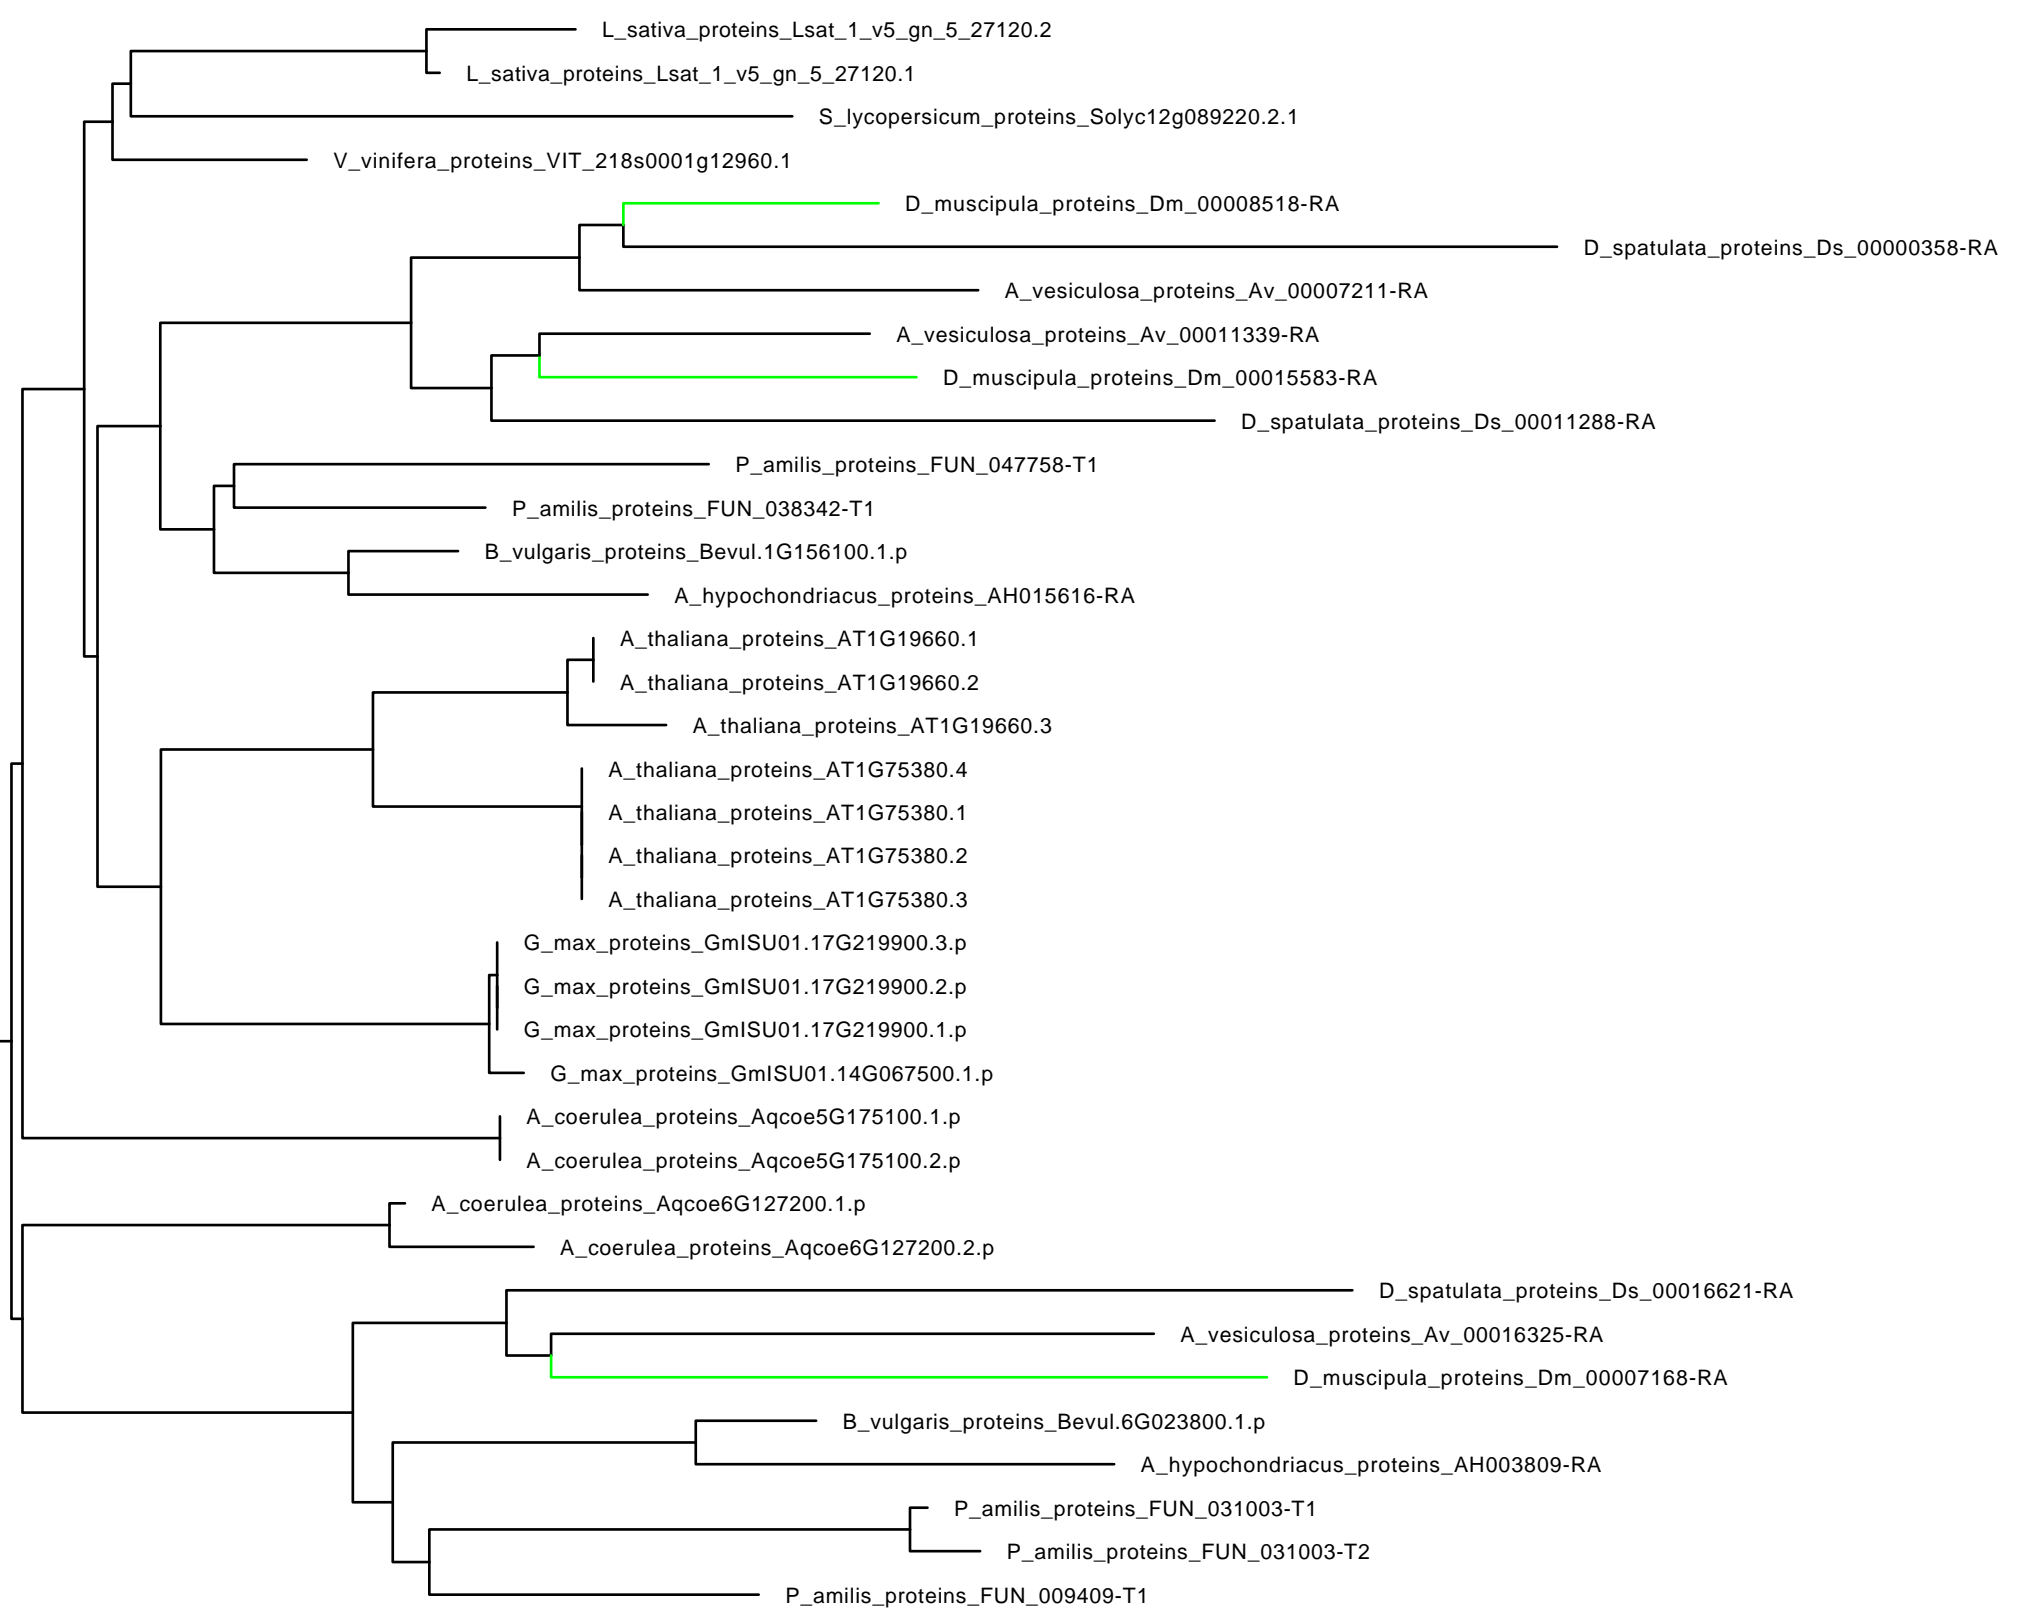 L_sativa_proteins_Lsat_1_v5_gn_5_27120.2
L_sativa_proteins_Lsat_1_v5_gn_5_27120.1
S_lycopersicum_proteins_Solyc12g089220.2.1
V_vinifera_proteins_VIT_218s0001g12960.1
D_muscipula_proteins_Dm_00008518-RA
D_spatulata_proteins_Ds_00000358-RA
A_vesiculosa_proteins_Av_00007211-RA
A_vesiculosa_proteins_Av_00011339-RA
D_muscipula_proteins_Dm_00015583-RA
D_spatulata_proteins_Ds_00011288-RA
P_amilis_proteins_FUN_047758-T1
P_amilis_proteins_FUN_038342-T1
B_vulgaris_proteins_Bevul.1G156100.1.p
A_hypochondriacus_proteins_AH015616-RA
A_thaliana_proteins_AT1G19660.1
A_thaliana_proteins_AT1G19660.2
A_thaliana_proteins_AT1G19660.3
A_thaliana_proteins_AT1G75380.4
A_thaliana_proteins_AT1G75380.1
A_thaliana_proteins_AT1G75380.2
A_thaliana_proteins_AT1G75380.3
G_max_proteins_GmISU01.17G219900.3.p
G_max_proteins_GmISU01.17G219900.2.p
G_max_proteins_GmISU01.17G219900.1.p
G_max_proteins_GmISU01.14G067500.1.p
A_coerulea_proteins_Aqcoe5G175100.1.p
A_coerulea_proteins_Aqcoe5G175100.2.p
A_coerulea_proteins_Aqcoe6G127200.1.p
A_coerulea_proteins_Aqcoe6G127200.2.p
D_spatulata_proteins_Ds_00016621-RA
A_vesiculosa_proteins_Av_00016325-RA
D_muscipula_proteins_Dm_00007168-RA
B_vulgaris_proteins_Bevul.6G023800.1.p
A_hypochondriacus_proteins_AH003809-RA
P_amilis_proteins_FUN_031003-T1
P_amilis_proteins_FUN_031003-T2
P_amilis_proteins_FUN_009409-T1